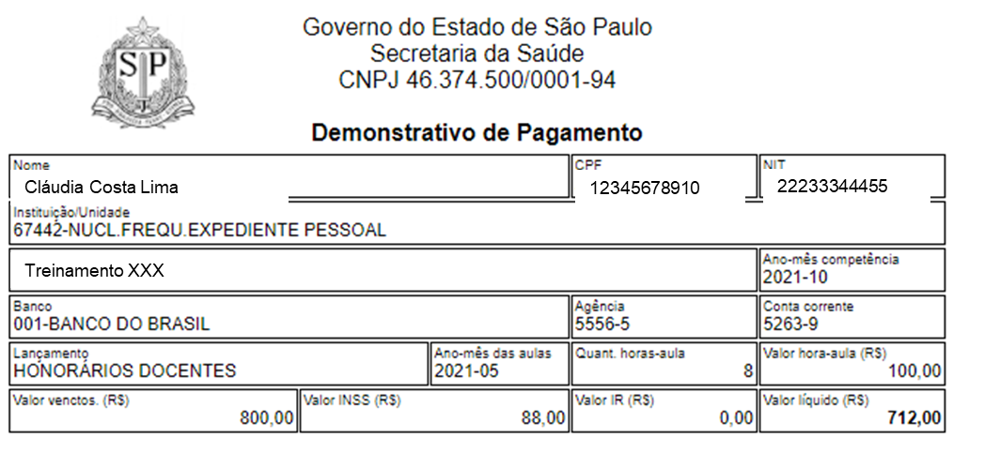 SP
Governo do Estado de São Paulo
Secretaria da Saúde
CNPJ 46.374.500/0001-94
Demonstrativo de Pagamento
Nome CPF NIT
Cláudia Costa Lima 12345678910 22233344455
Instituição/Unidade
67442-NUCL.FREQU.EXPEDIENTE PESSOAL
Ano-mês competência
Treinamento XXX 2021-10
Banco Agência Conta corrente
001-BANCO DO BRASIL 5556-5 5263-9
Lançamento Ano-mês das aulas Quant. horas-aula Valor hora-aula (R$)
HONORÁRIOS DOCENTES 2021-05 8 100,00
Valor venctos. (R$) Valor INSS (R$) Valor IR (R$) Valor líquido (R$)
800,00 88,00 0,00 712,00